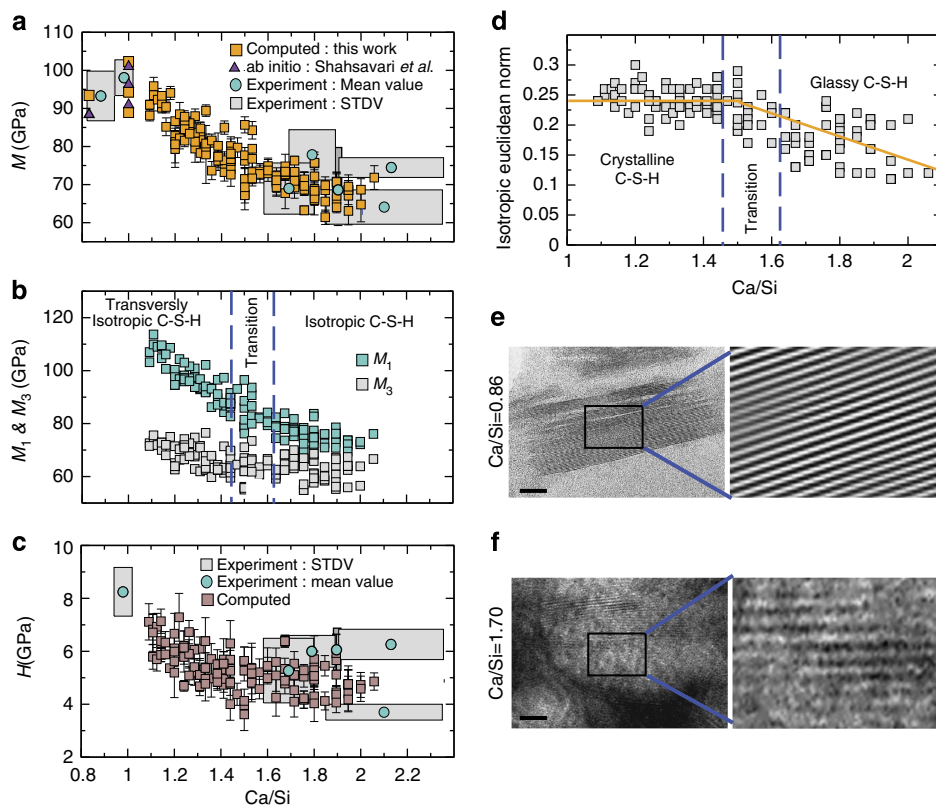 a
110
100
90
80
70
60
M (GPa)
Computed : this work
ab initio : Shahsavari et al.
Experiment : Mean value
Experiment : STDV
b
120
100
80
60
M1 & M3 (GPa)
Transversly
Isotropic C-S-H
Transition
Isotropic C-S-H
M1
M3
c
10
8
6
4
2
H(GPa)
Experiment : STDV
Experiment : mean value
Computed
0.8 1 1.2 1.4 1.6 1.8 2 2.2
Ca/Si
d
0.35
0.3
0.25
0.2
0.15
0.1
0
Isotropic euclidean norm
Glassy C-S-H
Crystalline
C-S-H
Transition
1 1.2 1.4 1.6 1.8 2
Ca/Si
e
Ca/Si=0.86
f
Ca/Si=1.70